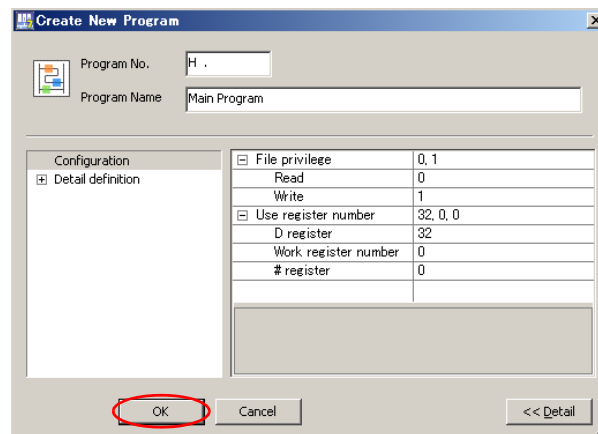 Create New Program
Program No. H .
Program Name Main Program
Configuration
Detail definition
File privilege 0, 1
Read 0
Write 1
Use register number 32, 0, 0
D register 32
Work register number 0
# register 0
OK Cancel << Detail